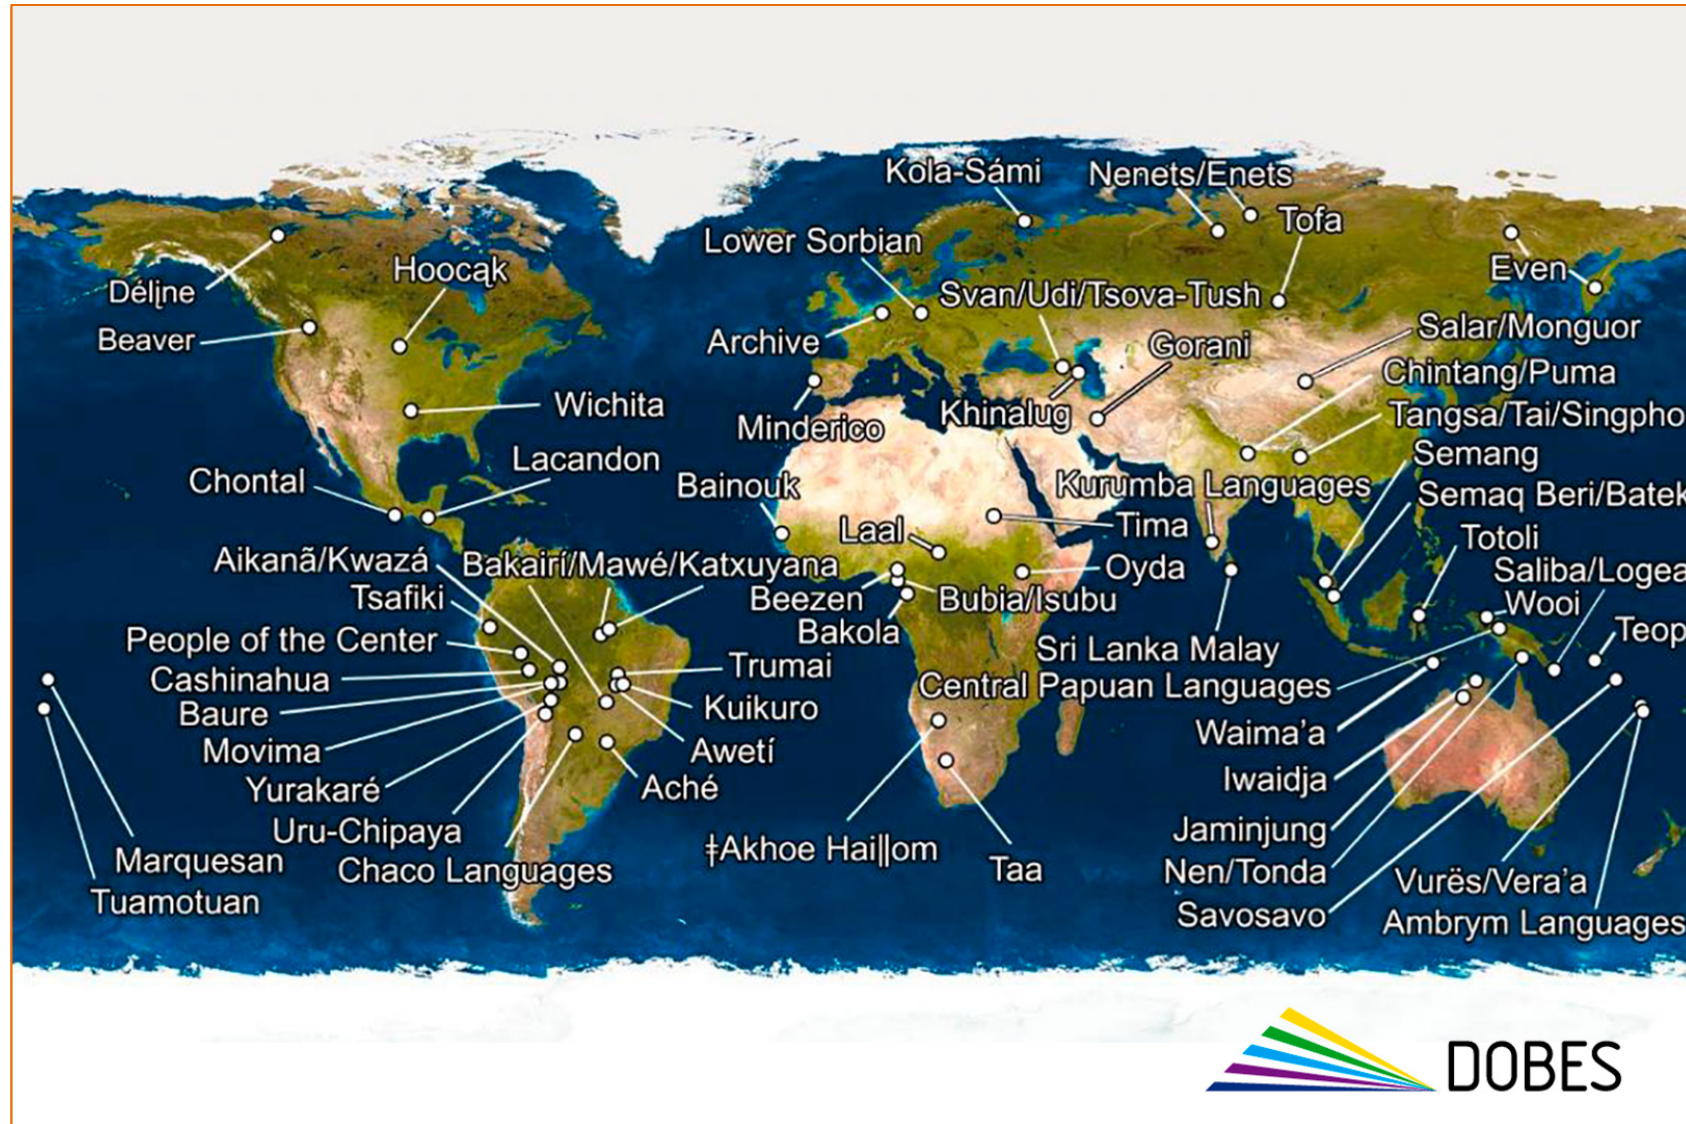 Kola-Sámi
Nenets/Enets
Tofa
Lower Sorbian
Hoocąk
Even
Délįne
Svan/Udi/Tsova-Tush
Beaver
Archive
Gorani
Salar/Monguor
Chintang/Puma
Wichita
Minderico
Khinalug
Tangsa/Tai/Singpho
Lacandon
Semang
Chontal
Bainouk
Kurumba Languages
Semaq Beri/Batek
Laal
Tima
Totoli
Aikanã/Kwazá
Bakairí/Mawé/Katxuyana
Oyda
Saliba/Logea
Tsafiki
Beezen
Bubia/Isubu
Wooi
People of the Center
Bakola
Teop
Trumai
Sri Lanka Malay
Cashinahua
Central Papuan Languages
Baure
Kuikuro
Waima'a
Movima
Awetí
Iwaidja
Yurakaré
Aché
Uru-Chipaya
Jaminjung
Marquesan
Chaco Languages
ǂAkhoe Haiǁom
Taa
Nen/Tonda
Vurës/Vera'a
Tuamotuan
Savosavo
Ambrym Languages
DOBES